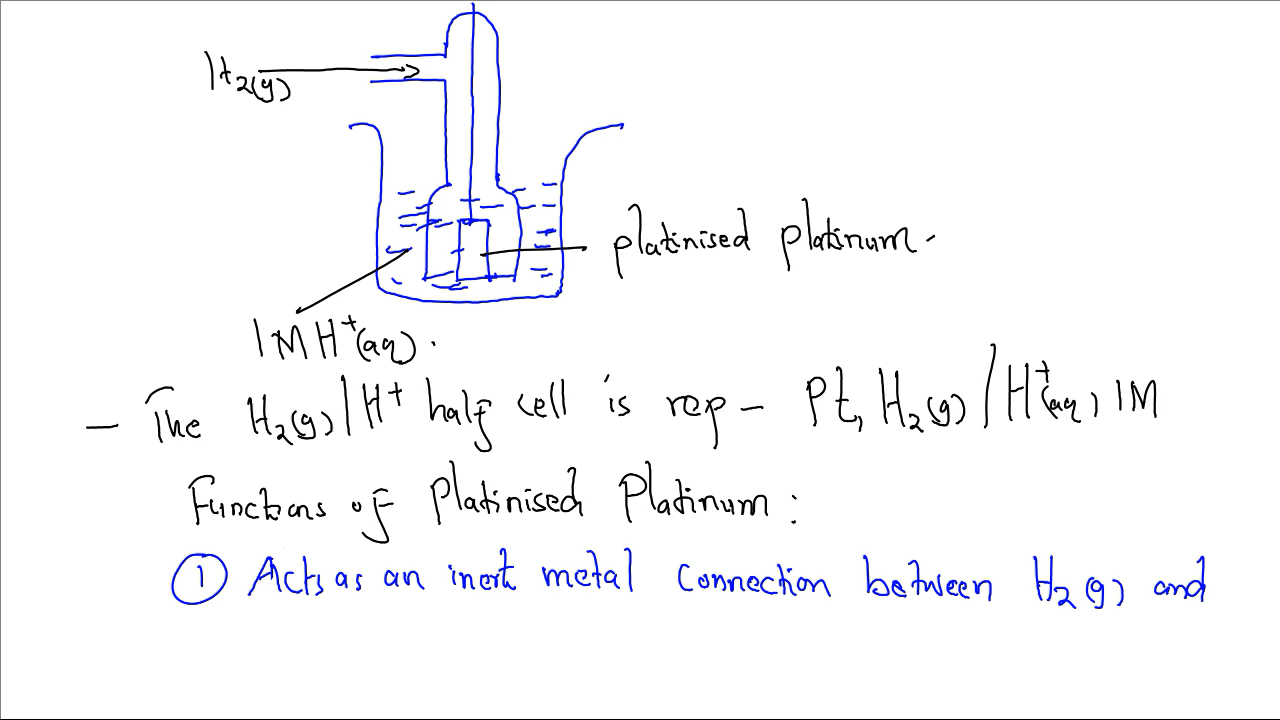 H₂(g)
platinised platinum.
1M H⁺(aq).
— The H₂(g)/H⁺ half cell is rep – Pt, H₂(g)/H⁺(aq), 1M
Functions of Platinised Platinum:
① Acts as an inert metal connection between H₂(g) and